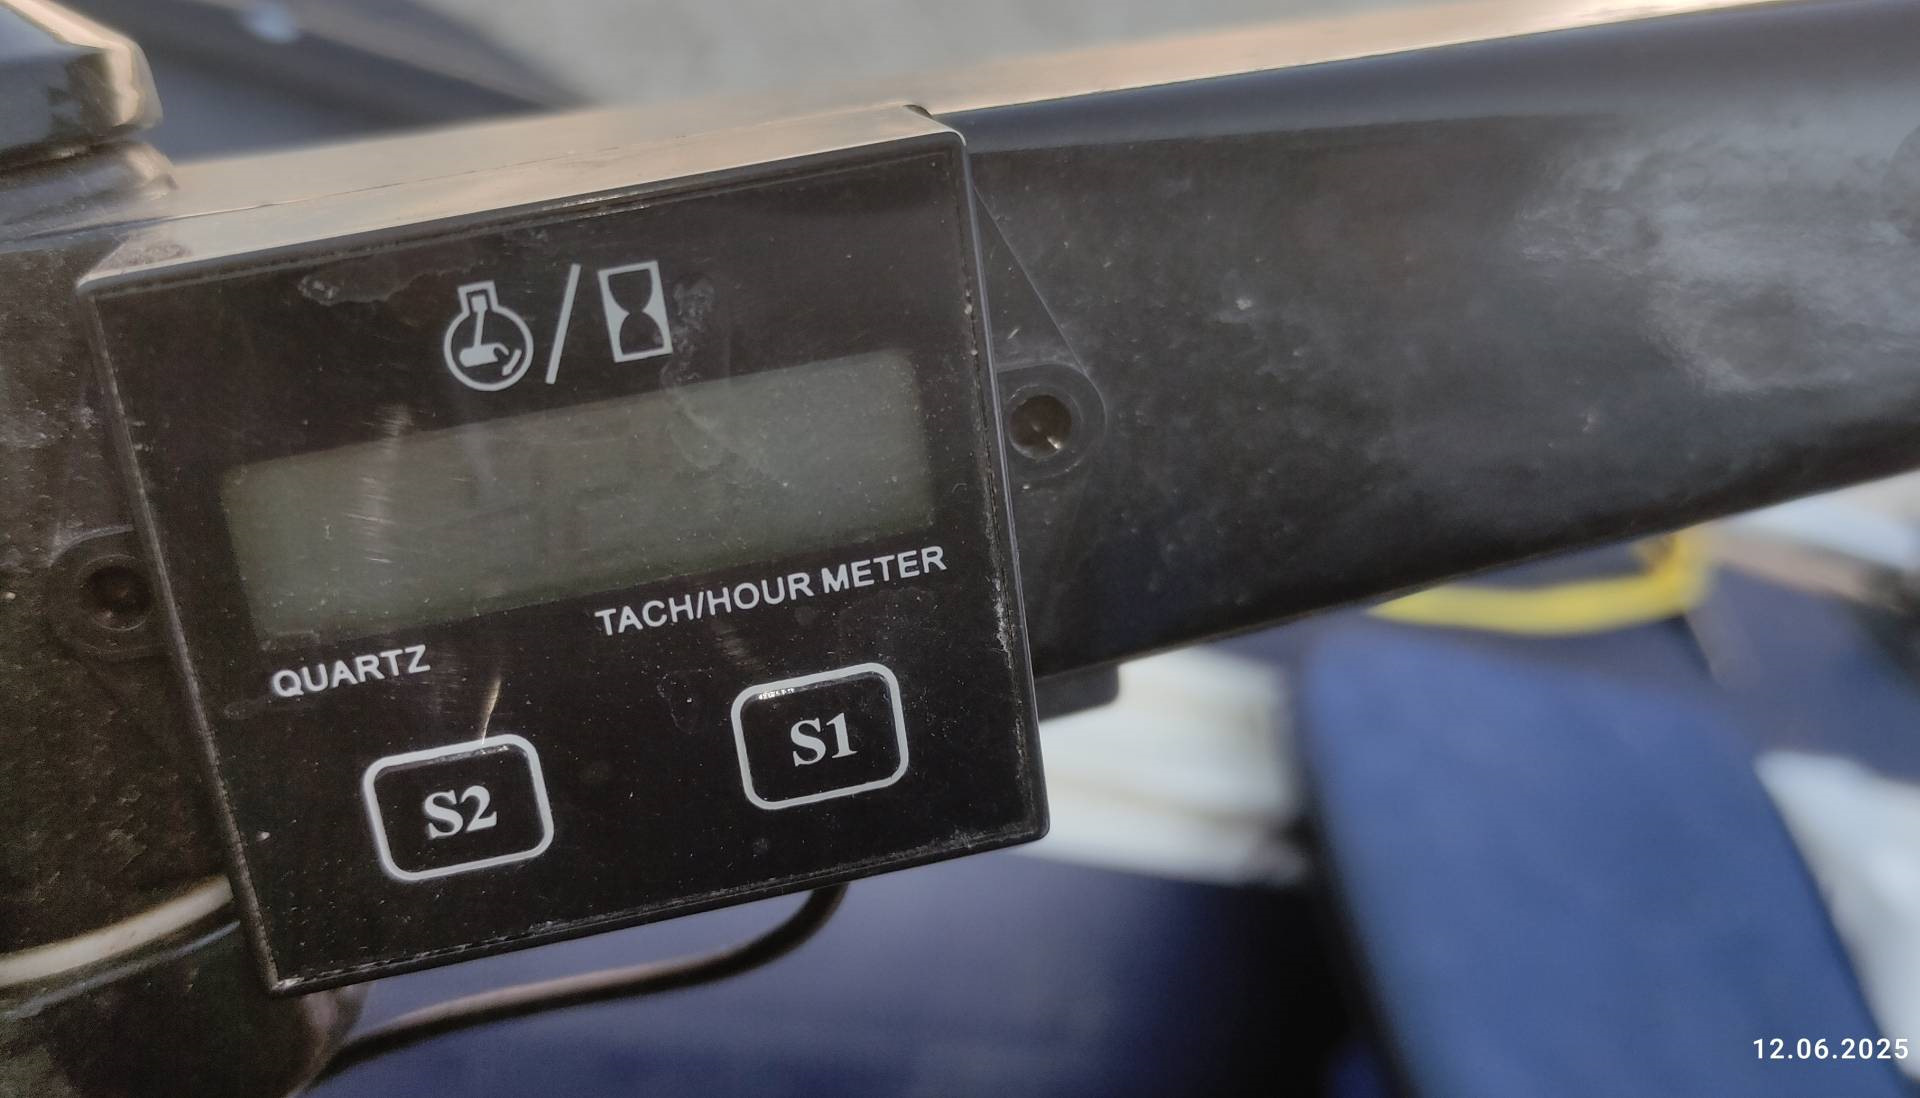 TACH/HOUR METER
QUARTZ
S2
S1
12.06.2025